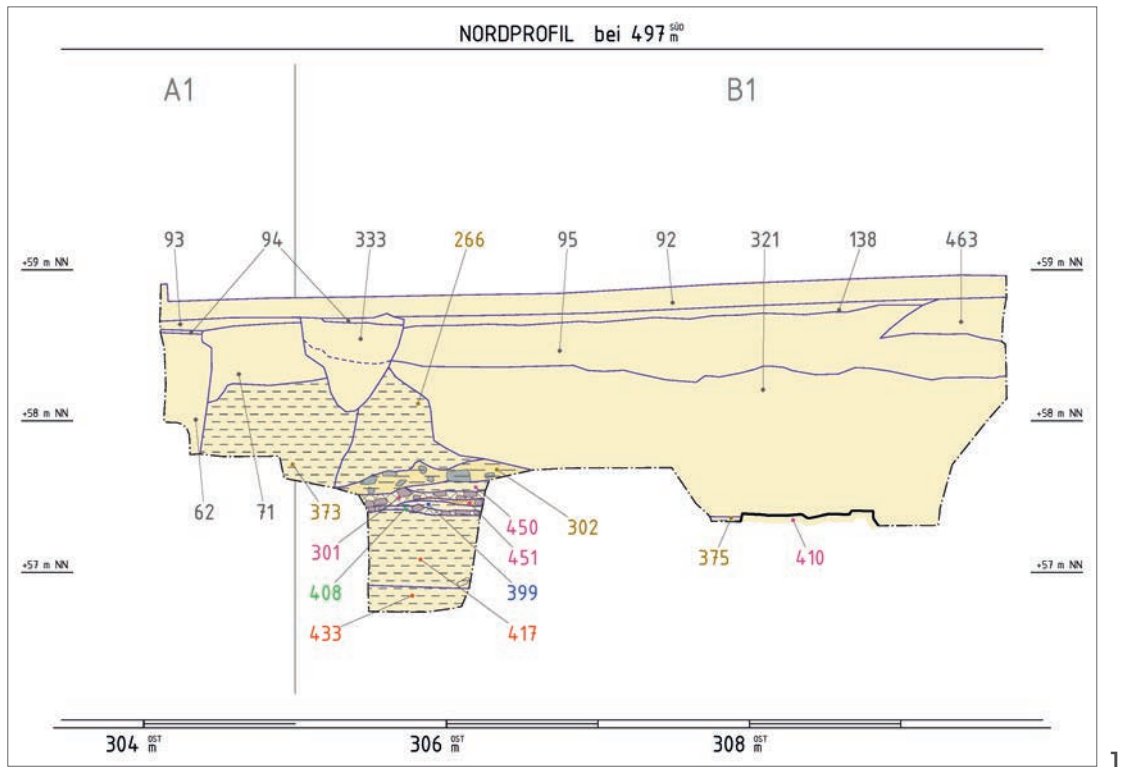 NORDPROFIL bei 497 SÜD m
A1 B1
93 94 333 266 95 92 321 138 463
+59 m NN +59 m NN
+58 m NN +58 m NN
62 71 373 450 302 375 410
301 451
+57 m NN +57 m NN
408 399
433 417
304 OST m 306 OST m 308 OST m
1